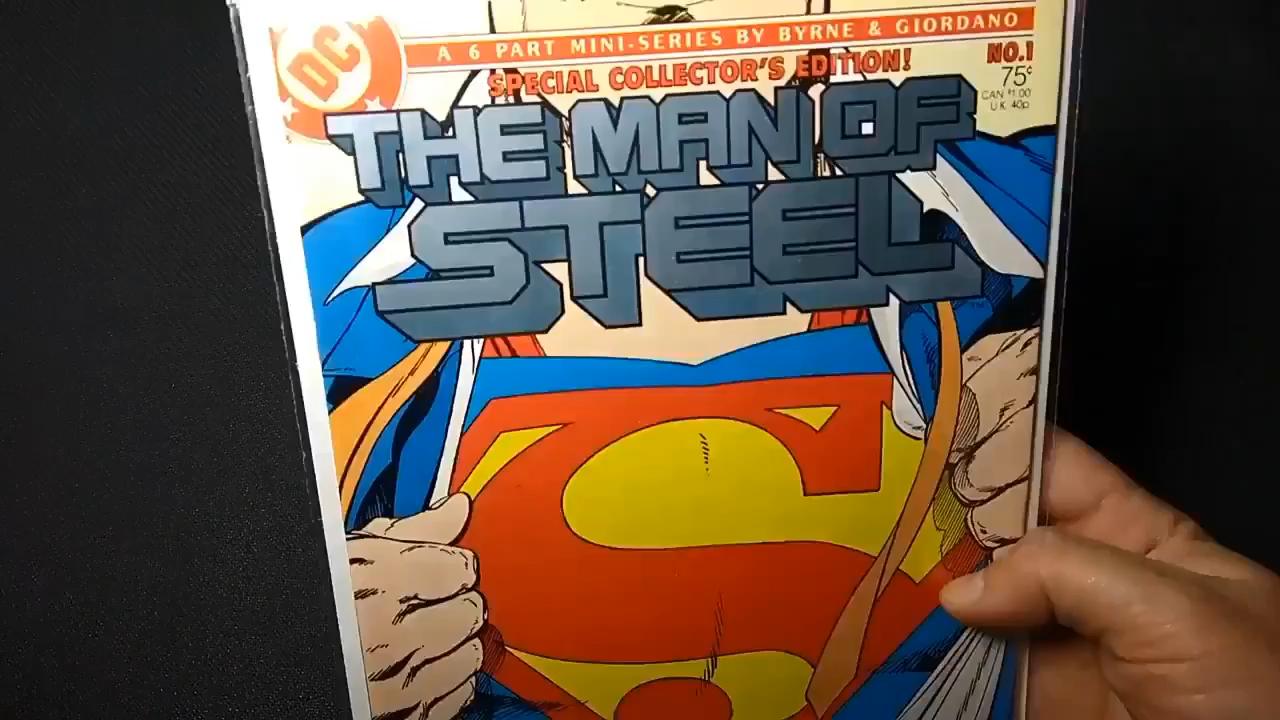 DC
A 6 PART MINI-SERIES BY BYRNE & GIORDANO
SPECIAL COLLECTOR'S EDITION!
NO.1
75¢
CAN $1.00
U.K. 40p
THE MAN OF
STEEL
S